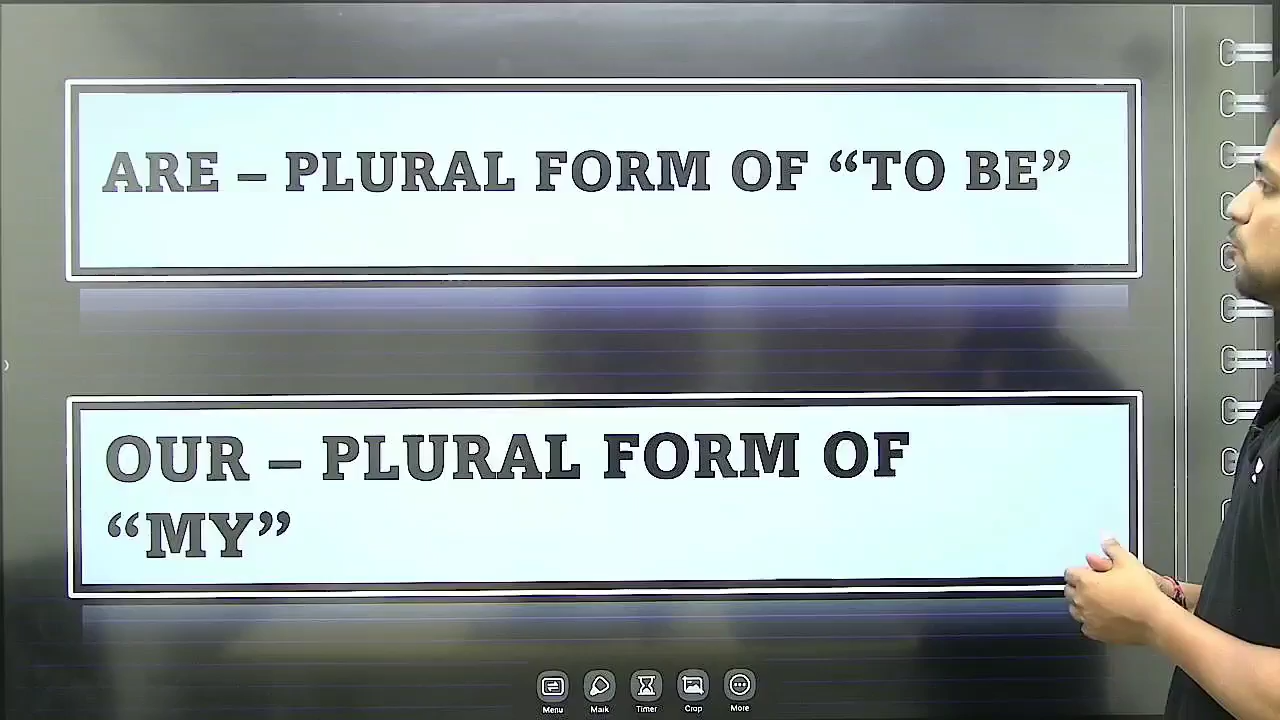 ARE – PLURAL FORM OF “TO BE”
OUR – PLURAL FORM OF
“MY”
Menu
Mark
Timer
Crop
More